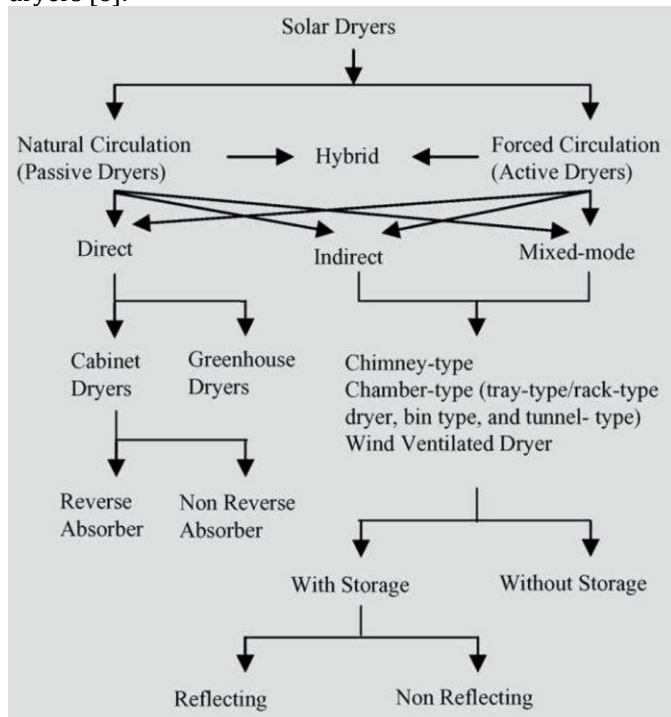 dryers [6].
Solar Dryers
Natural Circulation
(Passive Dryers)
Hybrid
Forced Circulation
(Active Dryers)
Direct
Indirect
Mixed-mode
Cabinet
Dryers
Greenhouse
Dryers
Chimney-type
Chamber-type (tray-type/rack-type
dryer, bin type, and tunnel- type)
Wind Ventilated Dryer
Reverse
Absorber
Non Reverse
Absorber
With Storage
Without Storage
Reflecting
Non Reflecting